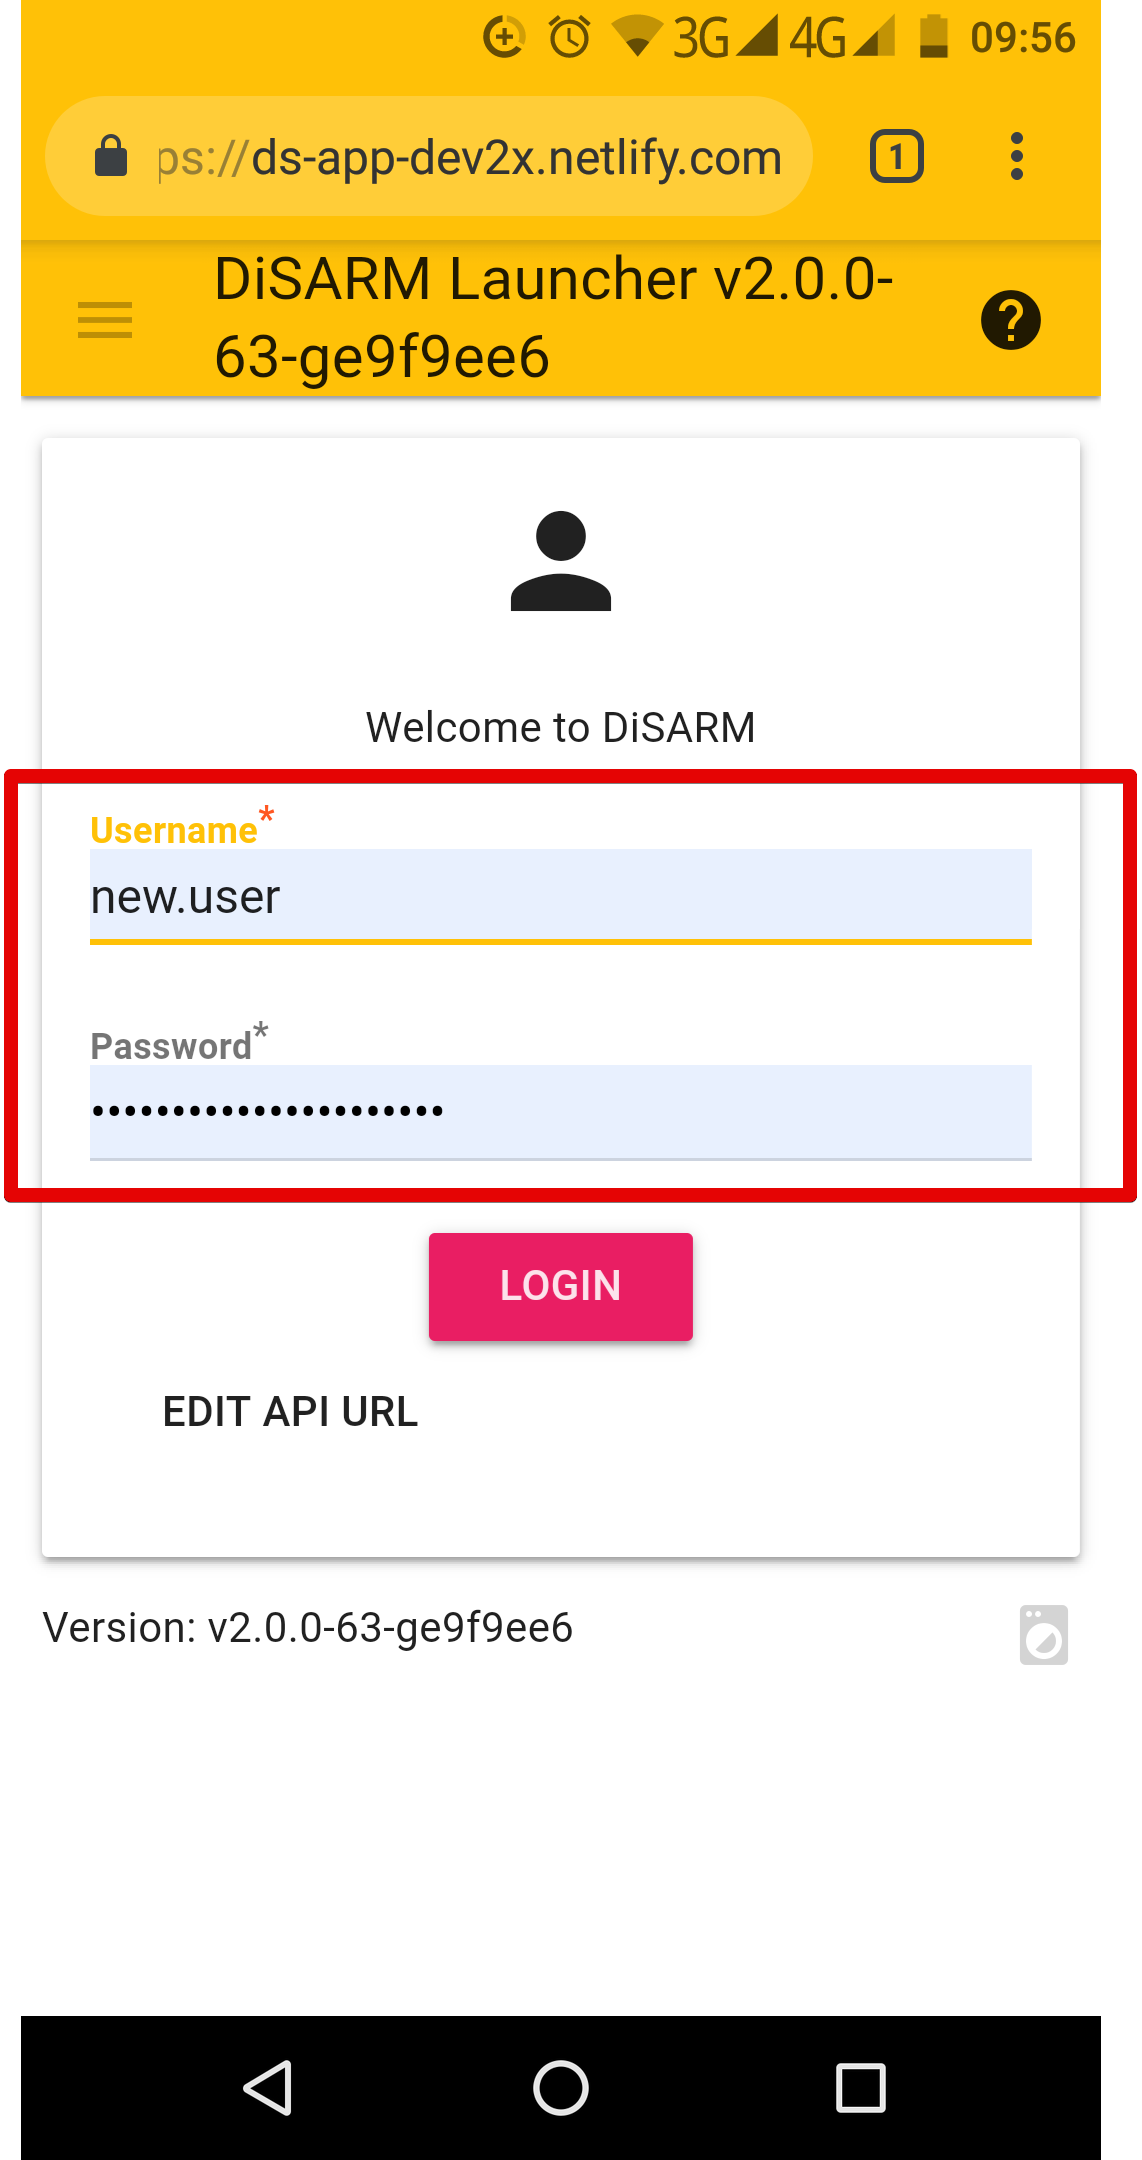 3G 4G 09:56
ps://ds-app-dev2x.netlify.com
1
DiSARM Launcher v2.0.0-
63-ge9f9ee6
?
Welcome to DiSARM
Username*
new.user
Password*
••••••••••••••••••••••
LOGIN
EDIT API URL
Version: v2.0.0-63-ge9f9ee6